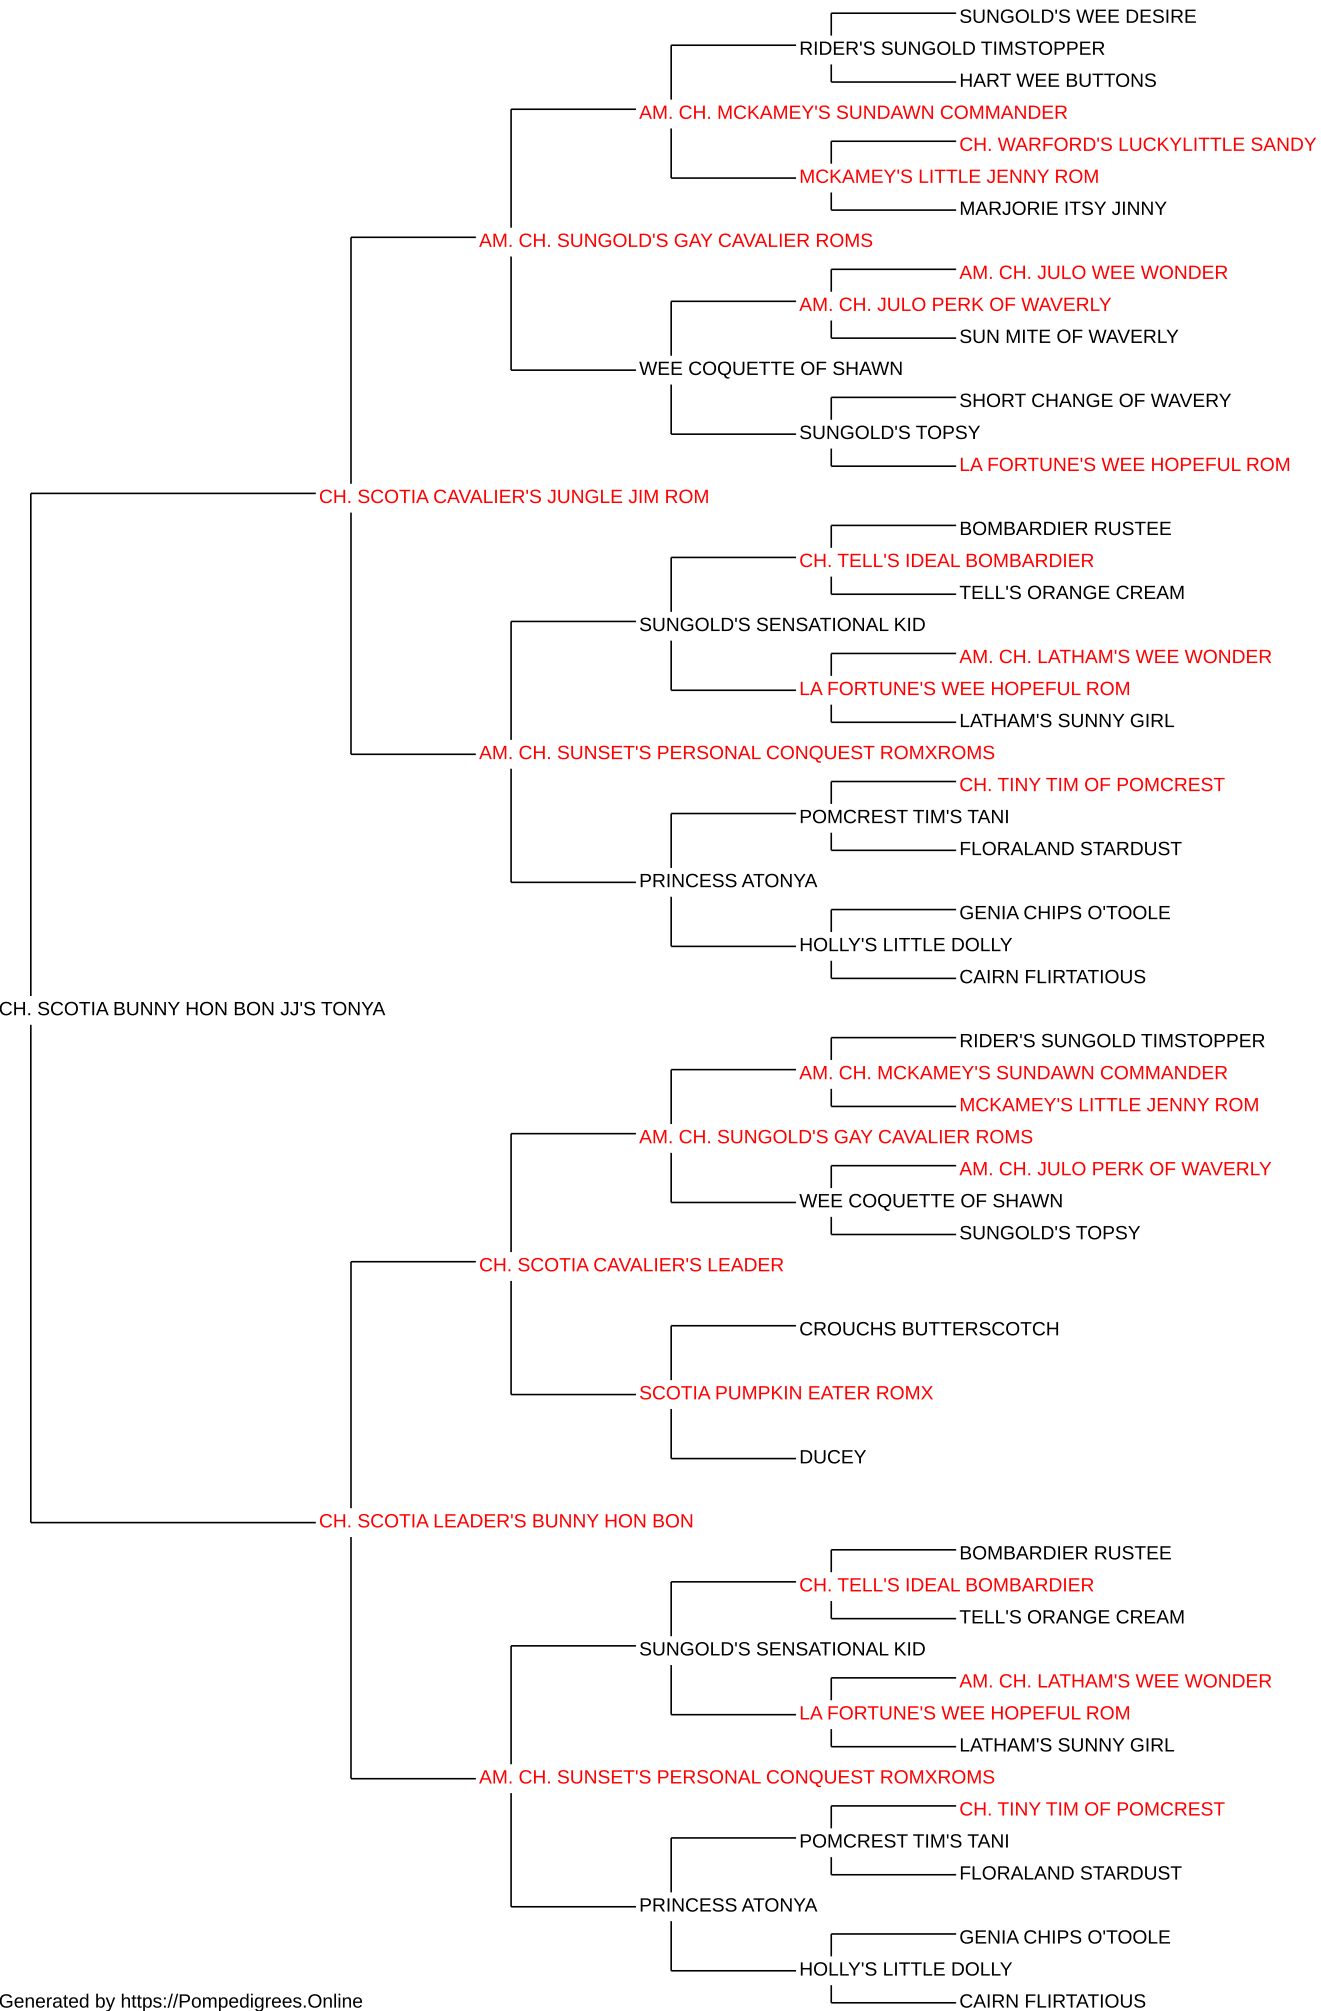 SUNGOLD'S WEE DESIRE
RIDER'S SUNGOLD TIMSTOPPER
HART WEE BUTTONS
AM. CH. MCKAMEY'S SUNDAWN COMMANDER
CH. WARFORD'S LUCKYLITTLE SANDY
MCKAMEY'S LITTLE JENNY ROM
MARJORIE ITSY JINNY
AM. CH. SUNGOLD'S GAY CAVALIER ROMS
AM. CH. JULO WEE WONDER
AM. CH. JULO PERK OF WAVERLY
SUN MITE OF WAVERLY
WEE COQUETTE OF SHAWN
SHORT CHANGE OF WAVERY
SUNGOLD'S TOPSY
LA FORTUNE'S WEE HOPEFUL ROM
CH. SCOTIA CAVALIER'S JUNGLE JIM ROM
BOMBARDIER RUSTEE
CH. TELL'S IDEAL BOMBARDIER
TELL'S ORANGE CREAM
SUNGOLD'S SENSATIONAL KID
AM. CH. LATHAM'S WEE WONDER
LA FORTUNE'S WEE HOPEFUL ROM
LATHAM'S SUNNY GIRL
AM. CH. SUNSET'S PERSONAL CONQUEST ROMXROMS
CH. TINY TIM OF POMCREST
POMCREST TIM'S TANI
FLORALAND STARDUST
PRINCESS ATONYA
GENIA CHIPS O'TOOLE
HOLLY'S LITTLE DOLLY
CAIRN FLIRTATIOUS
CH. SCOTIA BUNNY HON BON JJ'S TONYA
RIDER'S SUNGOLD TIMSTOPPER
AM. CH. MCKAMEY'S SUNDAWN COMMANDER
MCKAMEY'S LITTLE JENNY ROM
AM. CH. SUNGOLD'S GAY CAVALIER ROMS
AM. CH. JULO PERK OF WAVERLY
WEE COQUETTE OF SHAWN
SUNGOLD'S TOPSY
CH. SCOTIA CAVALIER'S LEADER
CROUCHS BUTTERSCOTCH
SCOTIA PUMPKIN EATER ROMX
DUCEY
CH. SCOTIA LEADER'S BUNNY HON BON
BOMBARDIER RUSTEE
CH. TELL'S IDEAL BOMBARDIER
TELL'S ORANGE CREAM
SUNGOLD'S SENSATIONAL KID
AM. CH. LATHAM'S WEE WONDER
LA FORTUNE'S WEE HOPEFUL ROM
LATHAM'S SUNNY GIRL
AM. CH. SUNSET'S PERSONAL CONQUEST ROMXROMS
CH. TINY TIM OF POMCREST
POMCREST TIM'S TANI
FLORALAND STARDUST
PRINCESS ATONYA
GENIA CHIPS O'TOOLE
HOLLY'S LITTLE DOLLY
CAIRN FLIRTATIOUS
Generated by https://Pompedigrees.Online